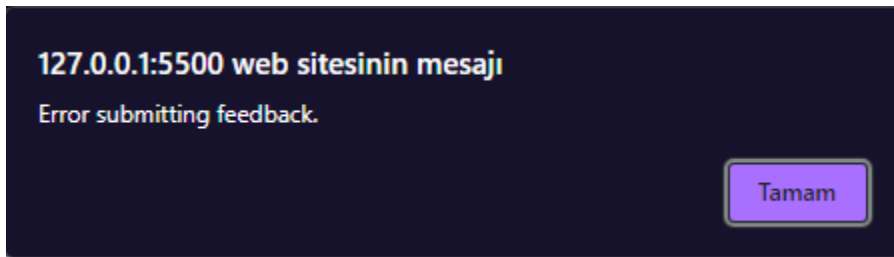 127.0.0.1:5500 web sitesinin mesajı
Error submitting feedback.
Tamam